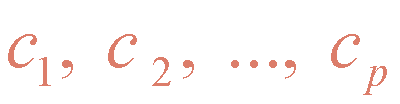 c₁, c₂, ..., cₚ